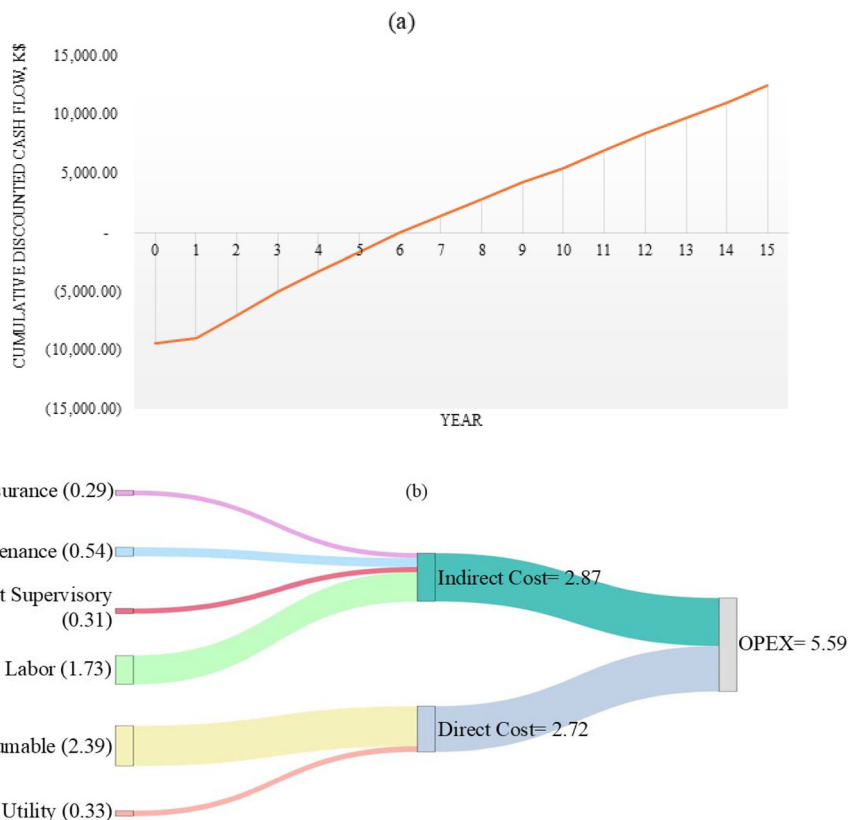 (a)
CUMULATIVE DISCOUNTED CASH FLOW, K$
15,000.00
10,000.00
5,000.00
-
(5,000.00)
(10,000.00)
(15,000.00)
0 1 2 3 4 5 6 7 8 9 10 11 12 13 14 15
YEAR
(b)
surance (0.29)
enance (0.54)
t Supervisory
(0.31)
Labor (1.73)
umable (2.39)
Utility (0.33)
Indirect Cost= 2.87
Direct Cost= 2.72
OPEX= 5.59